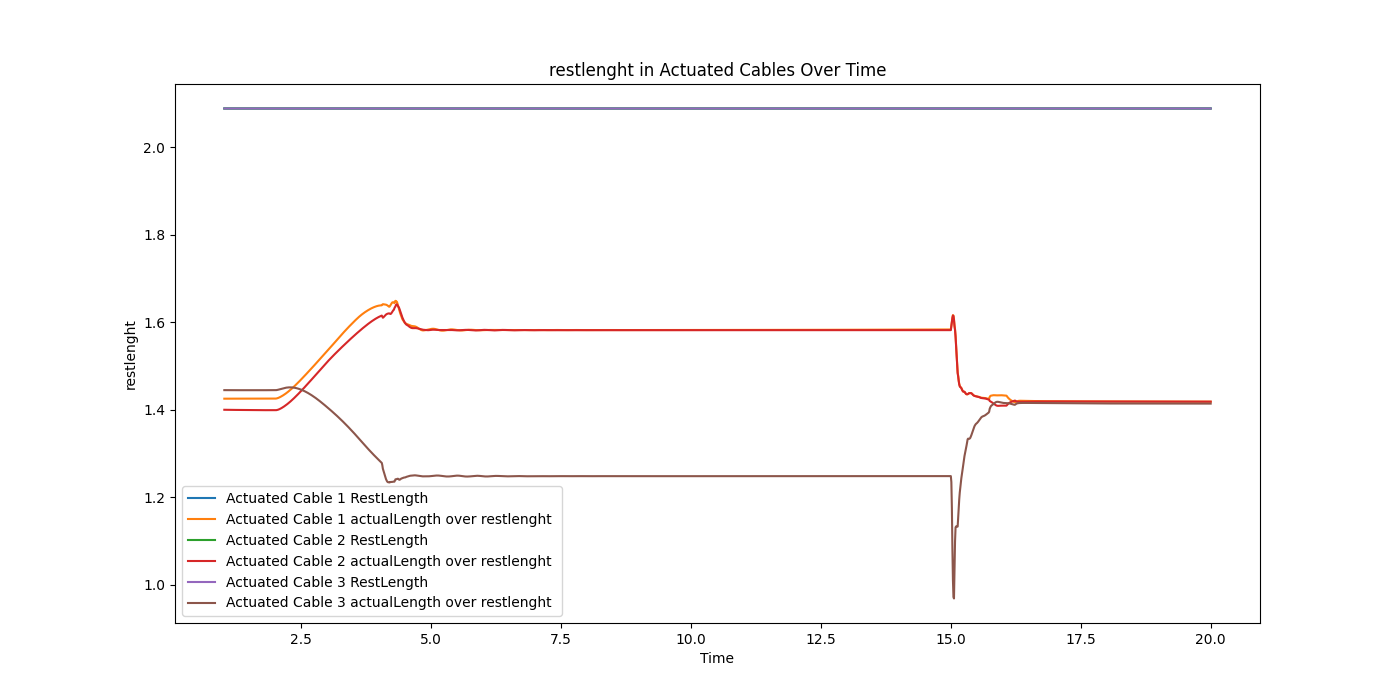 restlenght in Actuated Cables Over Time
restlenght
2.0
1.8
1.6
1.4
1.2
1.0
Actuated Cable 1 RestLength
Actuated Cable 1 actualLength over restlenght
Actuated Cable 2 RestLength
Actuated Cable 2 actualLength over restlenght
Actuated Cable 3 RestLength
Actuated Cable 3 actualLength over restlenght
2.5 5.0 7.5 10.0 12.5 15.0 17.5 20.0
Time